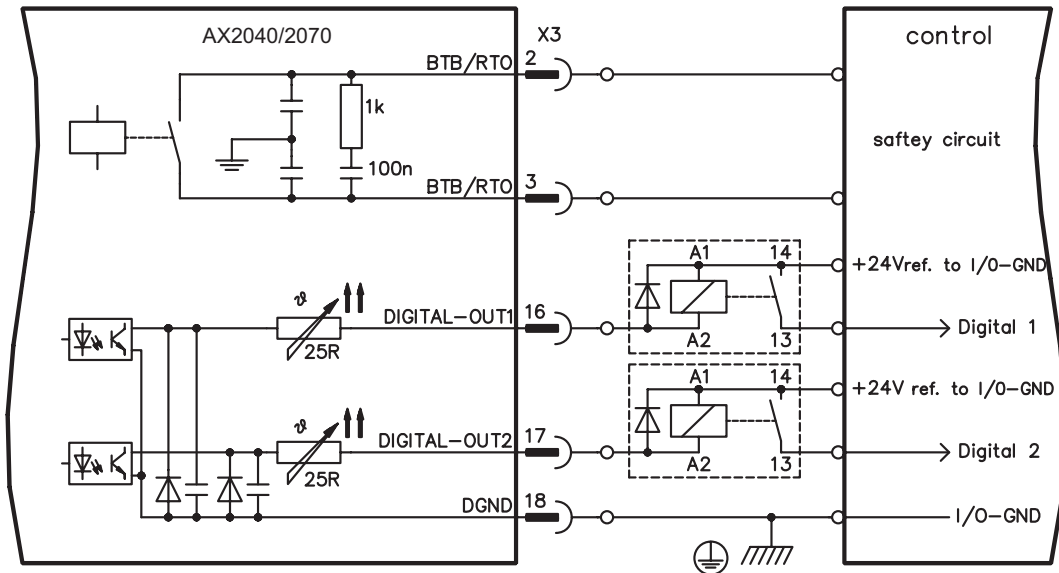 AX2040/2070
X3
control
BTB/RTO 2
1k
saftey circuit
100n
BTB/RTO 3
A1 14
+24Vref. to I/O-GND
ϑ
DIGITAL-OUT1 16
Digital 1
25R
A2 13
A1 14
+24V ref. to I/O-GND
ϑ
DIGITAL-OUT2 17
Digital 2
25R
A2 13
DGND 18
I/O-GND